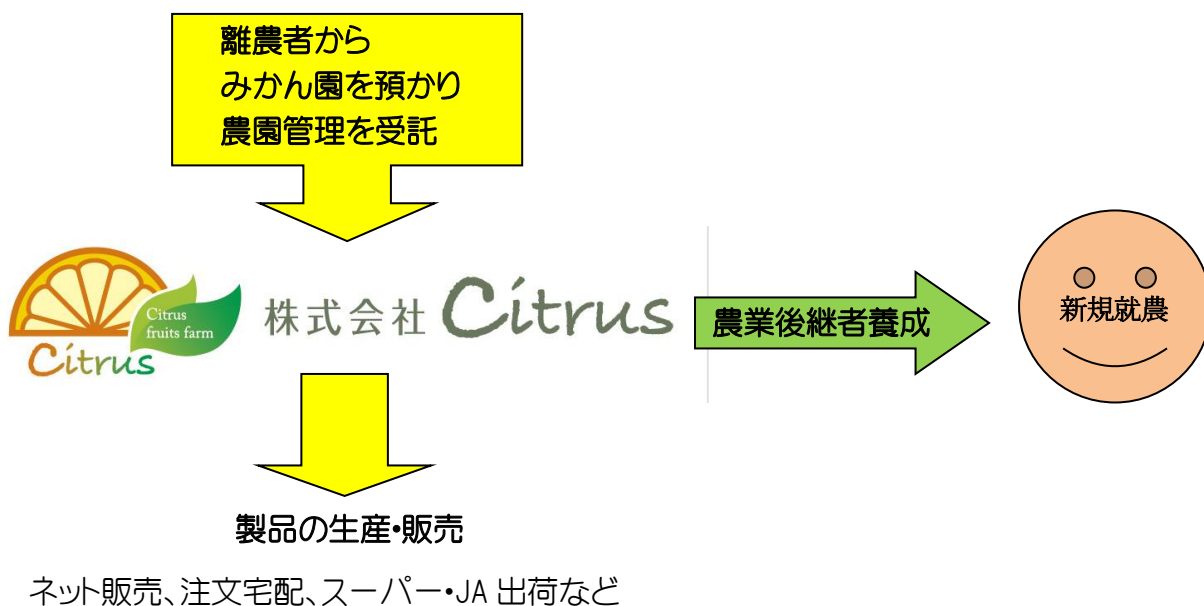 離農者から
みかん園を預かり
農園管理を受託
Citrus
fruits farm
Citrus
株式会社 Citrus
農業後継者養成
新規就農
製品の生産・販売
ネット販売、注文宅配、スーパー・JA 出荷など